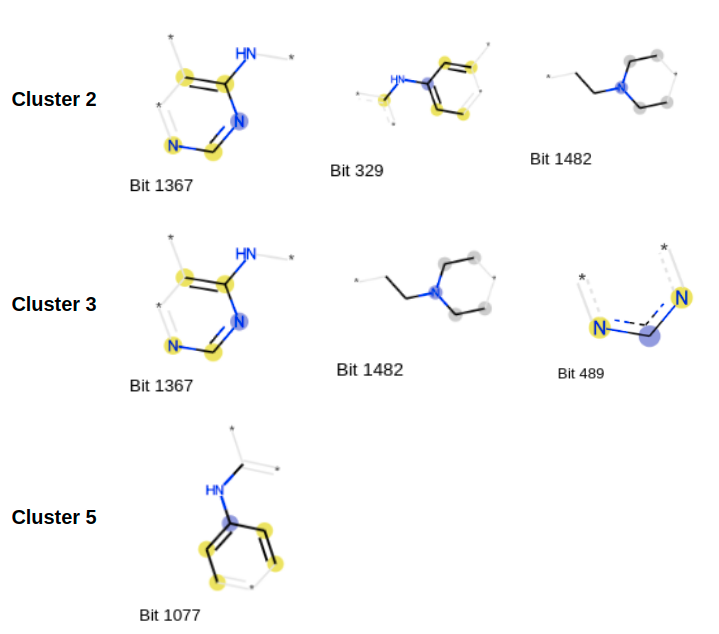 Cluster 2
* HN * * N N
Bit 1367
* HN * * *
Bit 329
* N *
Bit 1482
Cluster 3
* HN * * N N
Bit 1367
* N *
Bit 1482
* * N N
Bit 489
Cluster 5
* * HN *
Bit 1077